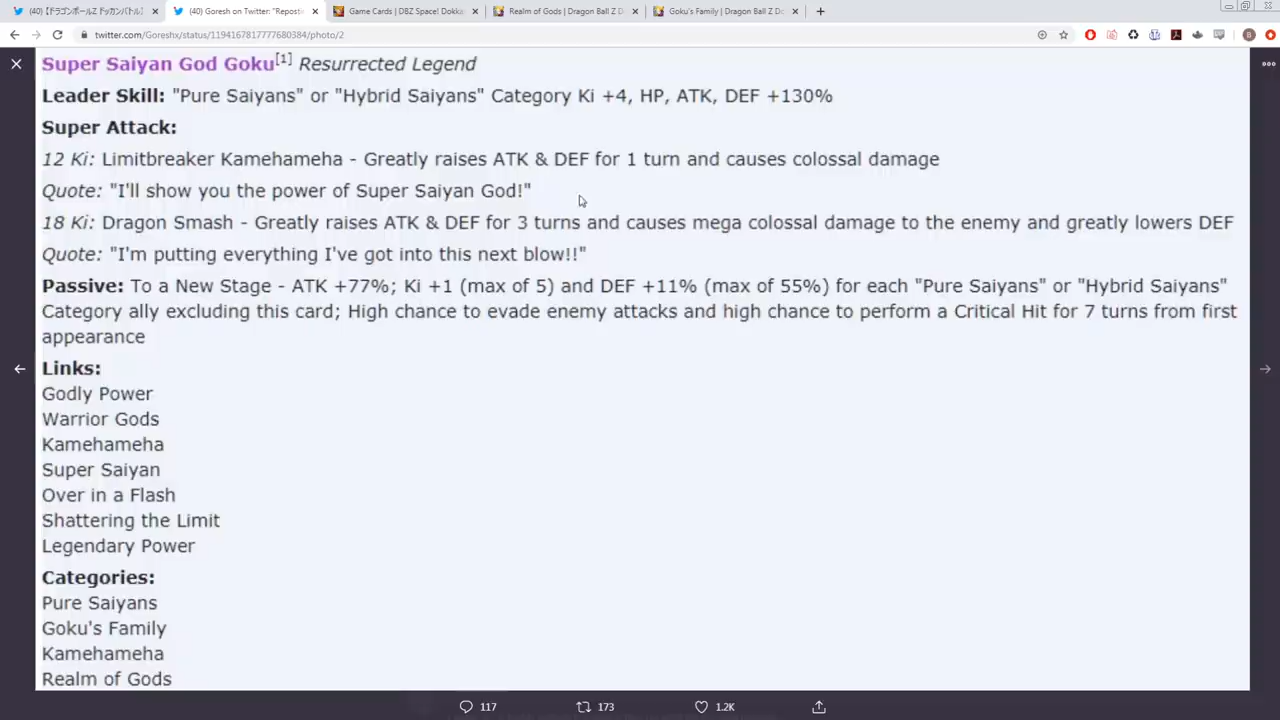 (40) 【ドラゴンボールZ ドッカンバトル】
(40) Goresh on Twitter: "Reposti
Game Cards | DBZ Space! Dokka
Realm of Gods | Dragon Ball Z D
Goku's Family | Dragon Ball Z Do
twitter.com/Goreshx/status/1194167817777680384/photo/2
Super Saiyan God Goku[1] Resurrected Legend
Leader Skill: "Pure Saiyans" or "Hybrid Saiyans" Category Ki +4, HP, ATK, DEF +130%
Super Attack:
12 Ki: Limitbreaker Kamehameha - Greatly raises ATK & DEF for 1 turn and causes colossal damage
Quote: "I'll show you the power of Super Saiyan God!"
18 Ki: Dragon Smash - Greatly raises ATK & DEF for 3 turns and causes mega colossal damage to the enemy and greatly lowers DEF
Quote: "I'm putting everything I've got into this next blow!!"
Passive: To a New Stage - ATK +77%; Ki +1 (max of 5) and DEF +11% (max of 55%) for each "Pure Saiyans" or "Hybrid Saiyans"
Category ally excluding this card; High chance to evade enemy attacks and high chance to perform a Critical Hit for 7 turns from first
appearance
Links:
Godly Power
Warrior Gods
Kamehameha
Super Saiyan
Over in a Flash
Shattering the Limit
Legendary Power
Categories:
Pure Saiyans
Goku's Family
Kamehameha
Realm of Gods
117
173
1.2K